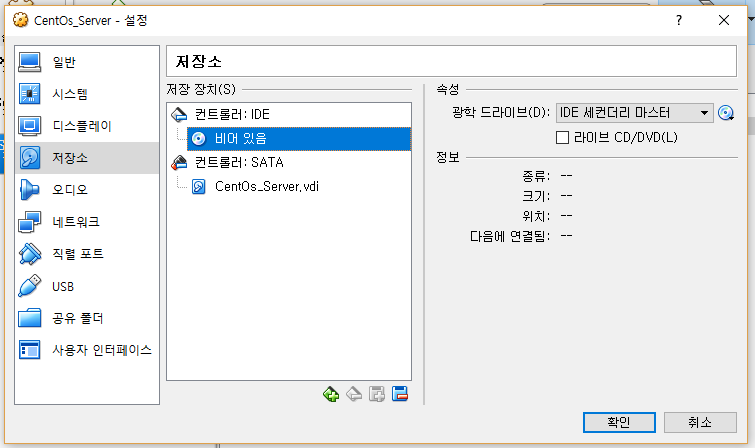 CentOs_Server - 설정
?
일반
시스템
디스플레이
저장소
오디오
네트워크
직렬 포트
USB
공유 폴더
사용자 인터페이스
저장소
저장 장치(S)
컨트롤러: IDE
비어 있음
컨트롤러: SATA
CentOs_Server.vdi
속성
광학 드라이브(D): IDE 세컨더리 마스터
라이브 CD/DVD(L)
정보
종류: --
크기: --
위치: --
다음에 연결됨: --
확인
취소